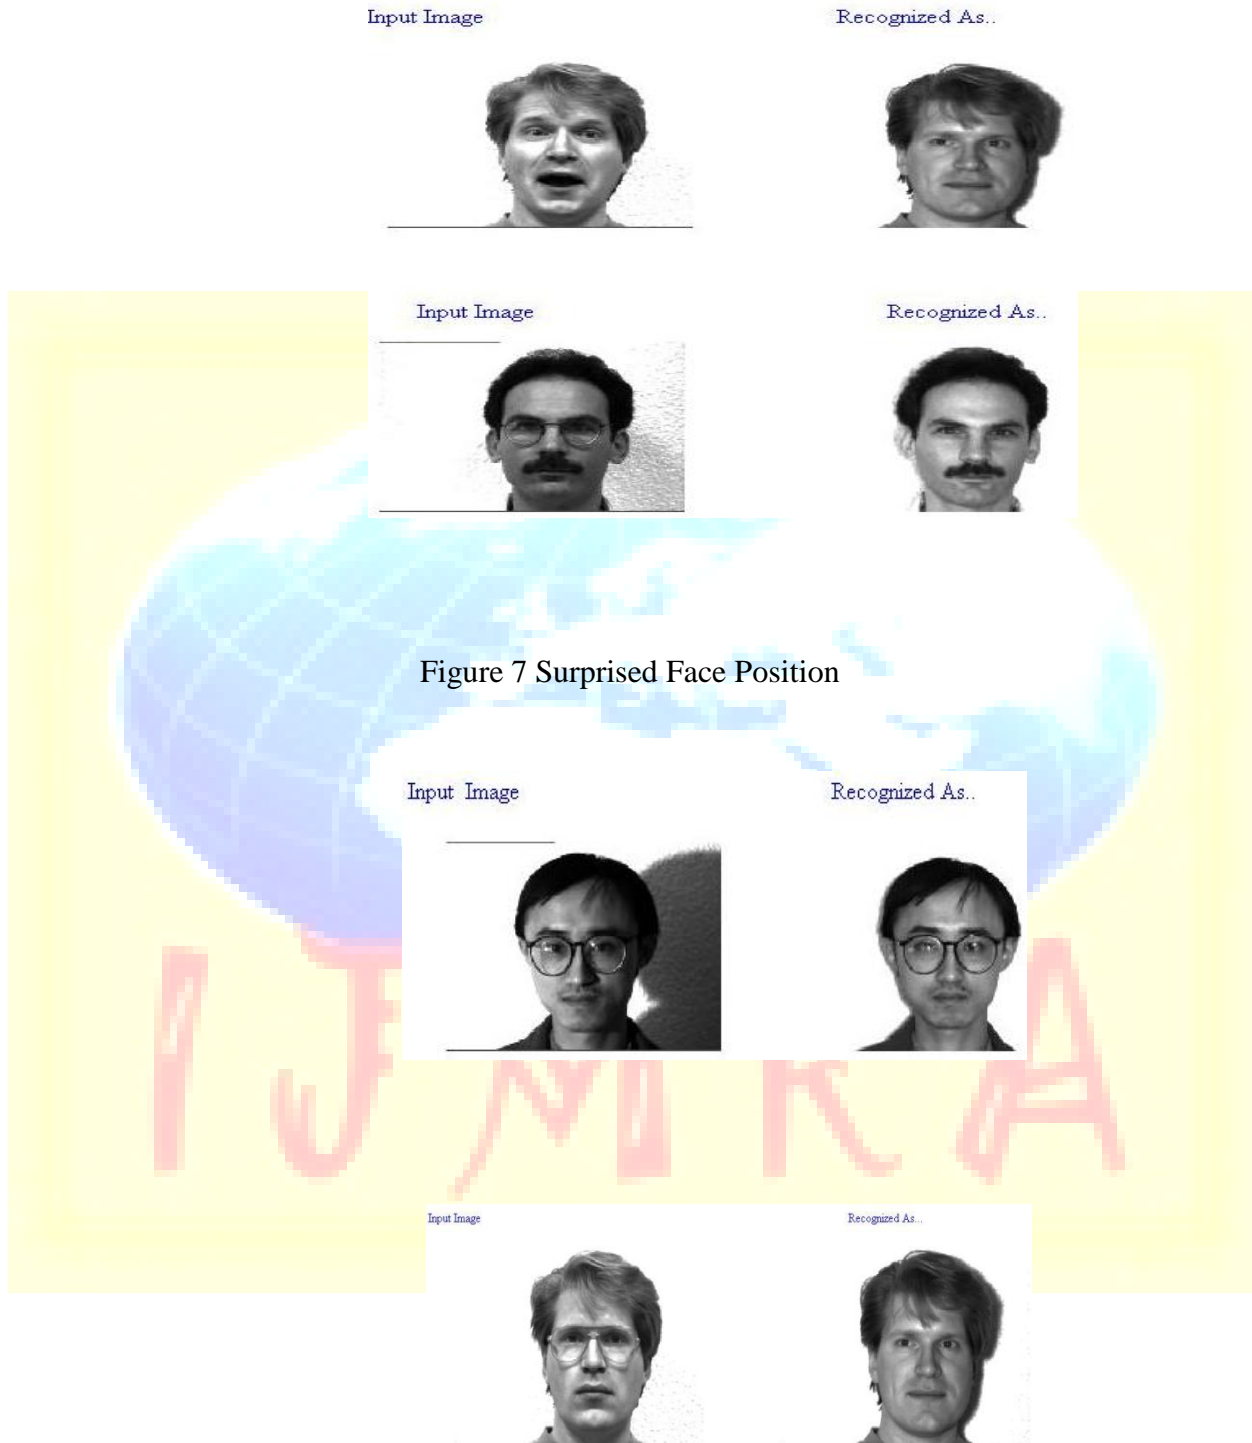 Input Image Recognized As..
Input Image Recognized As..
Figure 7 Surprised Face Position
Input Image Recognized As..
IJMRA
Input Image Recognized As...